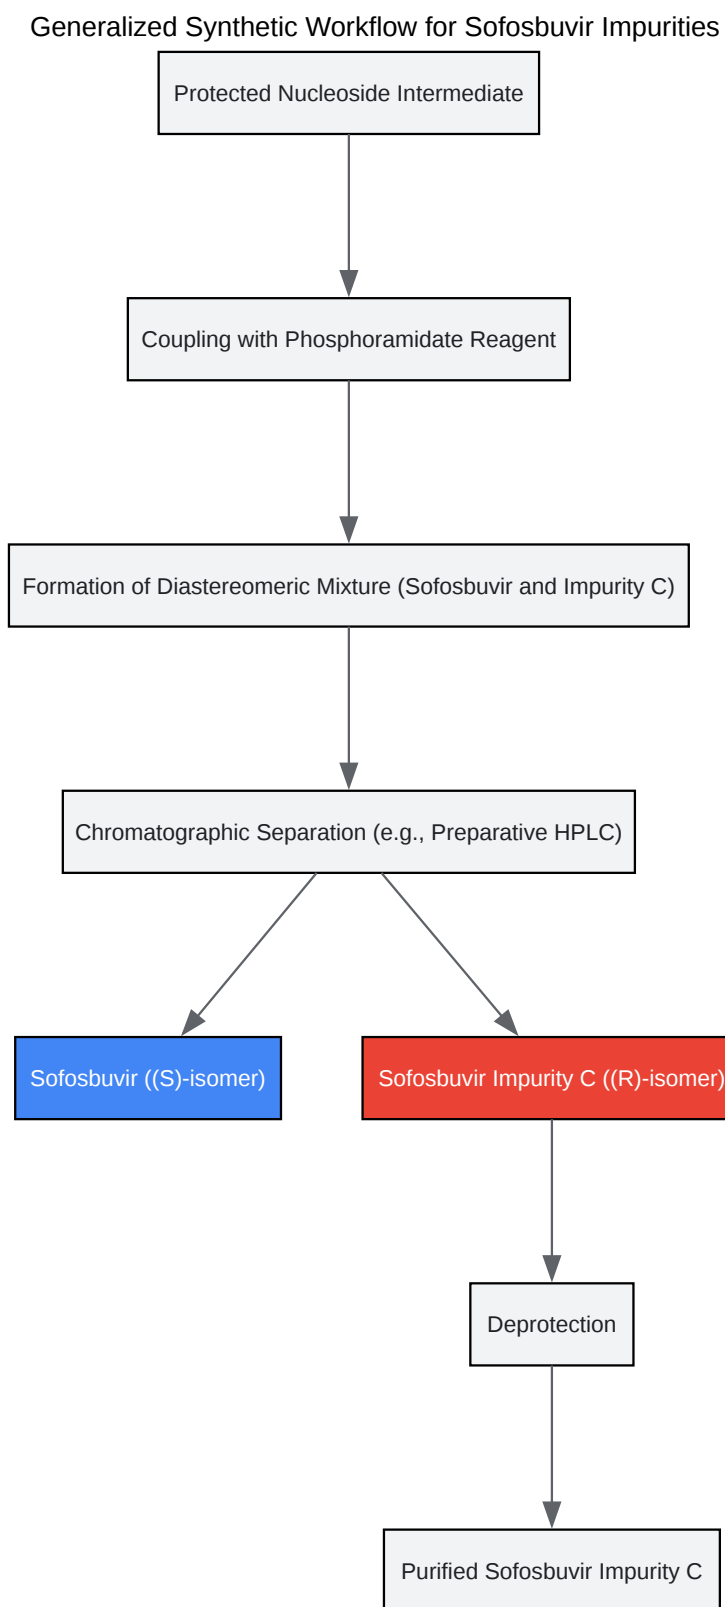 Generalized Synthetic Workflow for Sofosbuvir Impurities
Protected Nucleoside Intermediate
Coupling with Phosphoramidate Reagent
Formation of Diastereomeric Mixture (Sofosbuvir and Impurity C)
Chromatographic Separation (e.g., Preparative HPLC)
Sofosbuvir ((S)-isomer)
Sofosbuvir Impurity C ((R)-isomer)
Deprotection
Purified Sofosbuvir Impurity C